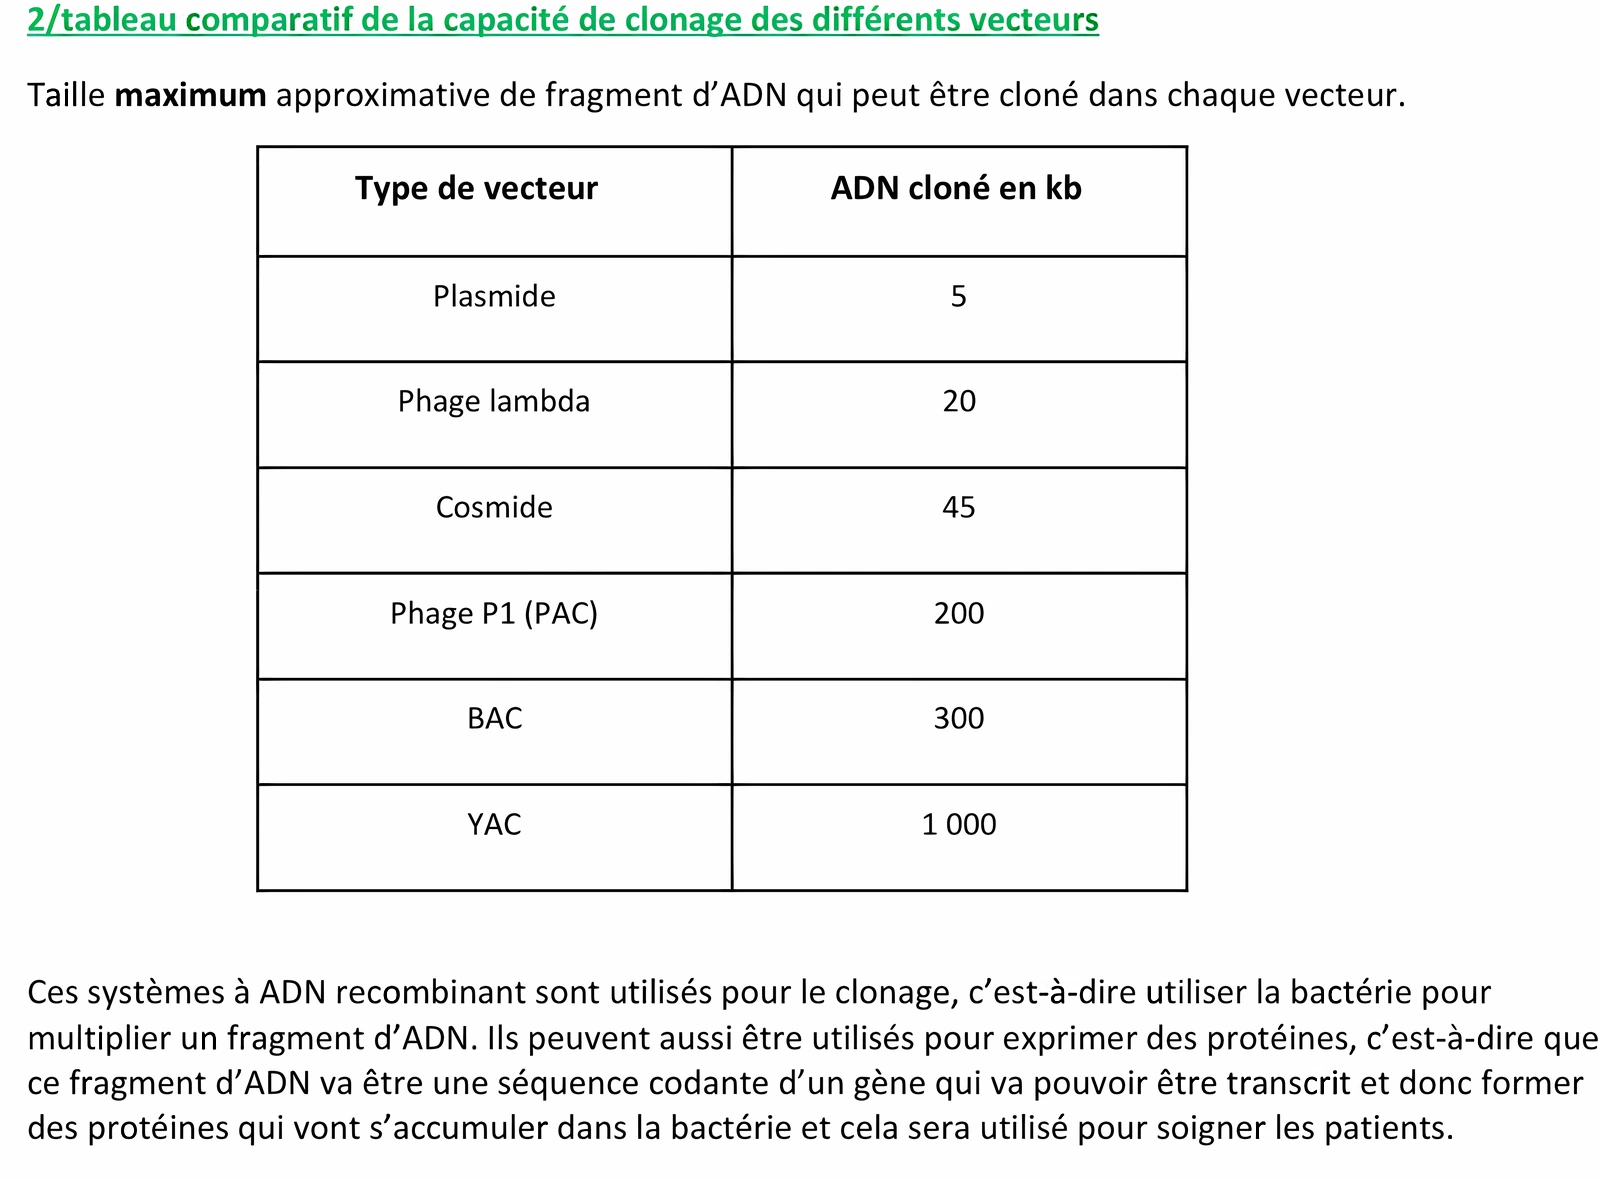 2/tableau comparatif de la capacité de clonage des différents vecteurs
Taille maximum approximative de fragment d’ADN qui peut être cloné dans chaque vecteur.
Type de vecteur ADN cloné en kb
Plasmide 5
Phage lambda 20
Cosmide 45
Phage P1 (PAC) 200
BAC 300
YAC 1 000
Ces systèmes à ADN recombinant sont utilisés pour le clonage, c’est-à-dire utiliser la bactérie pour
multiplier un fragment d’ADN. Ils peuvent aussi être utilisés pour exprimer des protéines, c’est-à-dire que
ce fragment d’ADN va être une séquence codante d’un gène qui va pouvoir être transcrit et donc former
des protéines qui vont s’accumuler dans la bactérie et cela sera utilisé pour soigner les patients.